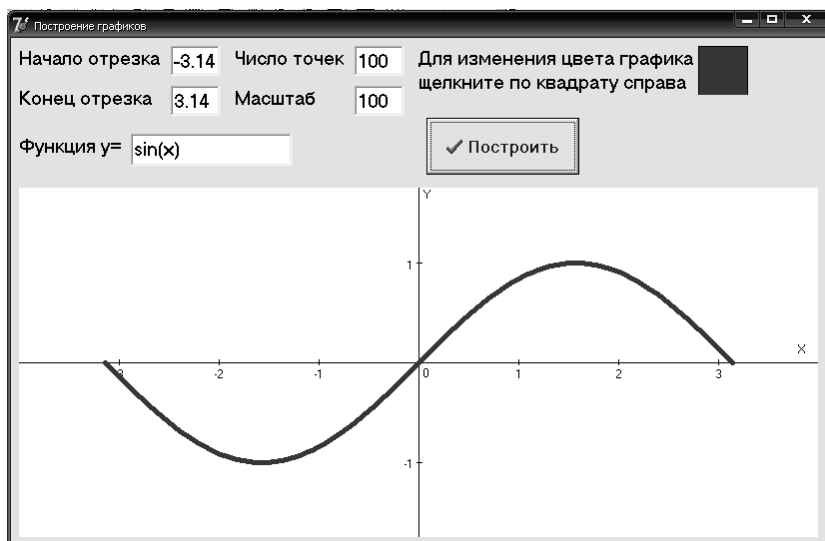 Построение графиков
Начало отрезка -3.14 Число точек 100 Для изменения цвета графика
щелкните по квадрату справа
Конец отрезка 3.14 Масштаб 100
Функция y= sin(x) Построить
Y
1
X
-3 -2 -1 0 1 2 3
-1